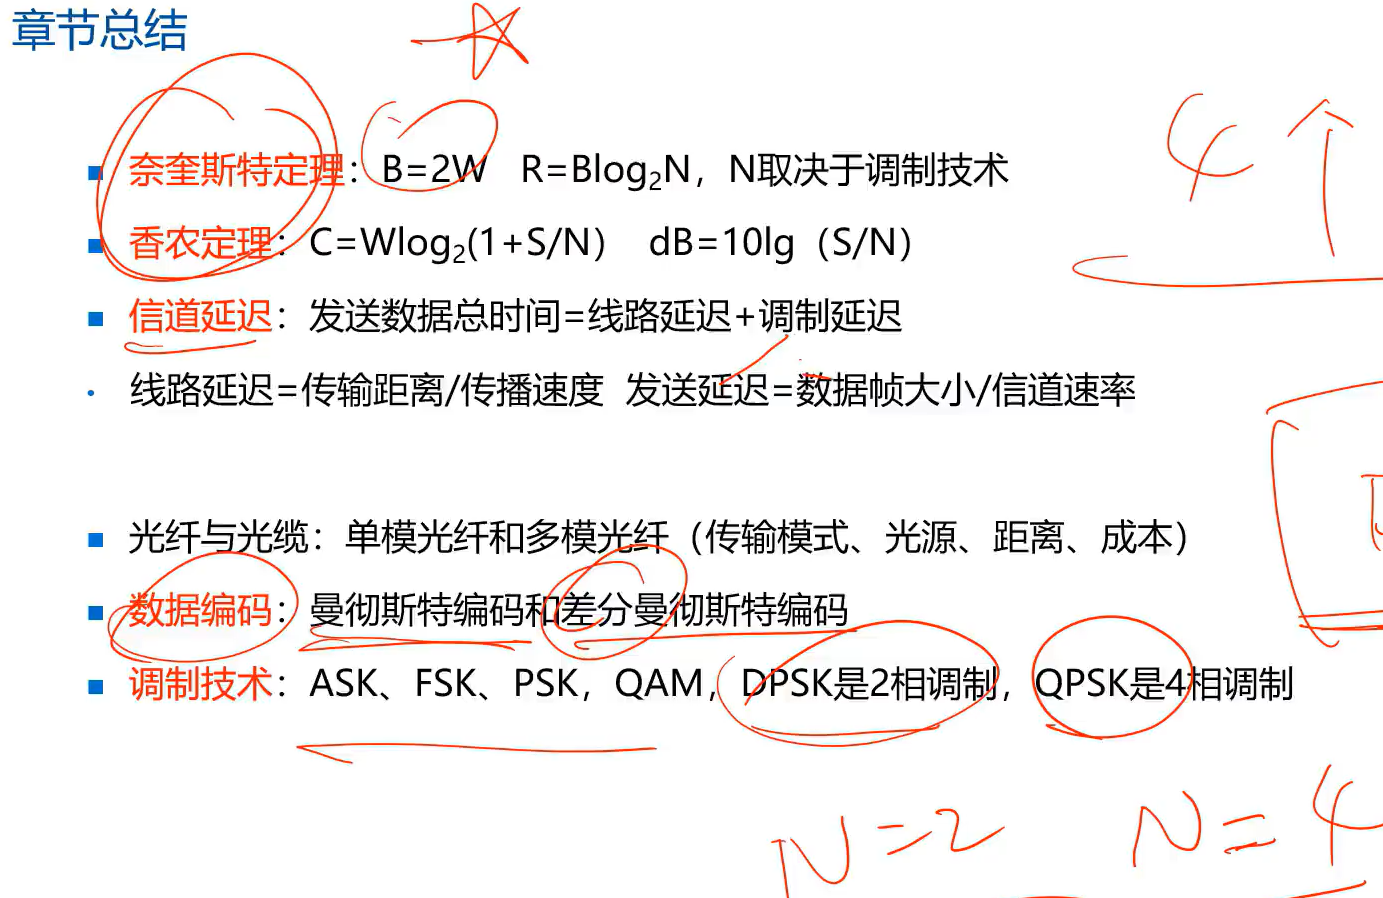 章节总结
4
奈奎斯特定理：B=2W R=Blog₂N，N取决于调制技术
香农定理：C=Wlog₂(1+S/N） dB=10lg（S/N）
信道延迟：发送数据总时间=线路延迟+调制延迟
线路延迟=传输距离/传播速度 发送延迟=数据帧大小/信道速率
光纤与光缆：单模光纤和多模光纤（传输模式、光源、距离、成本）
数据编码：曼彻斯特编码和差分曼彻斯特编码
调制技术：ASK、FSK、PSK，QAM，DPSK是2相调制，QPSK是4相调制
N=2 N=4